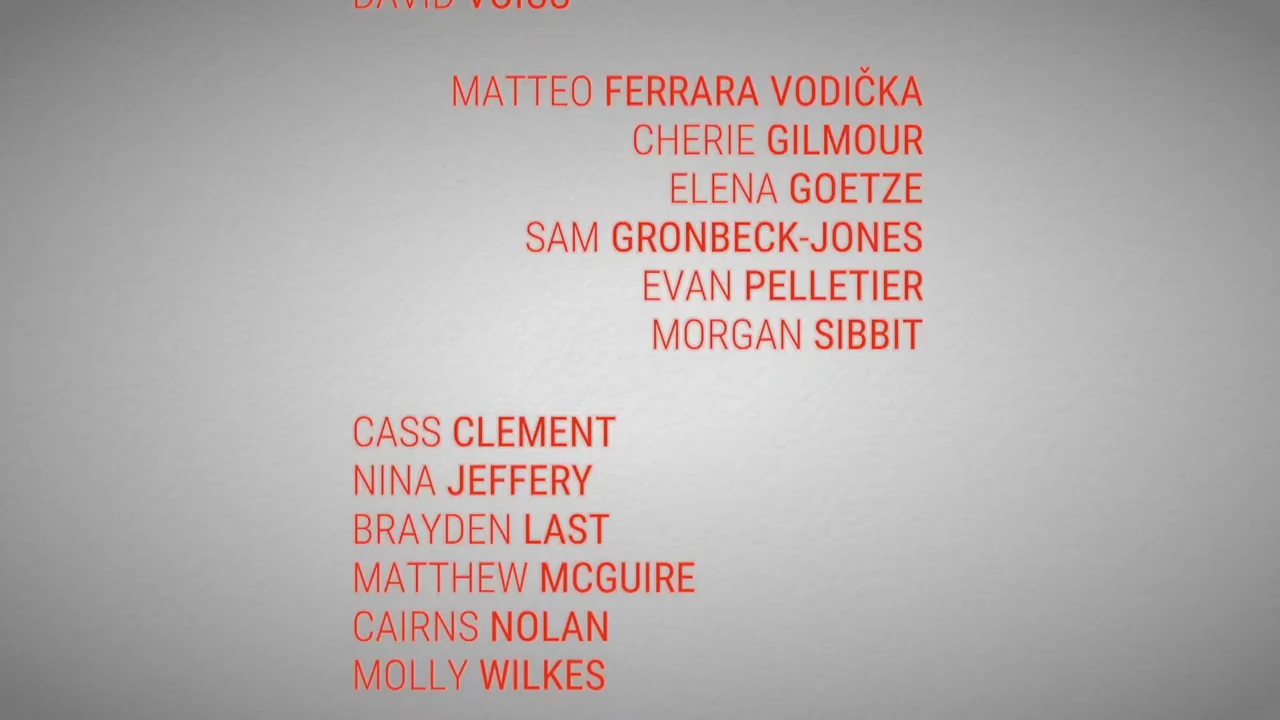 DAVID
MATTEO FERRARA VODIČKA
CHERIE GILMOUR
ELENA GOETZE
SAM GRONBECK-JONES
EVAN PELLETIER
MORGAN SIBBIT
CASS CLEMENT
NINA JEFFERY
BRAYDEN LAST
MATTHEW MCGUIRE
CAIRNS NOLAN
MOLLY WILKES